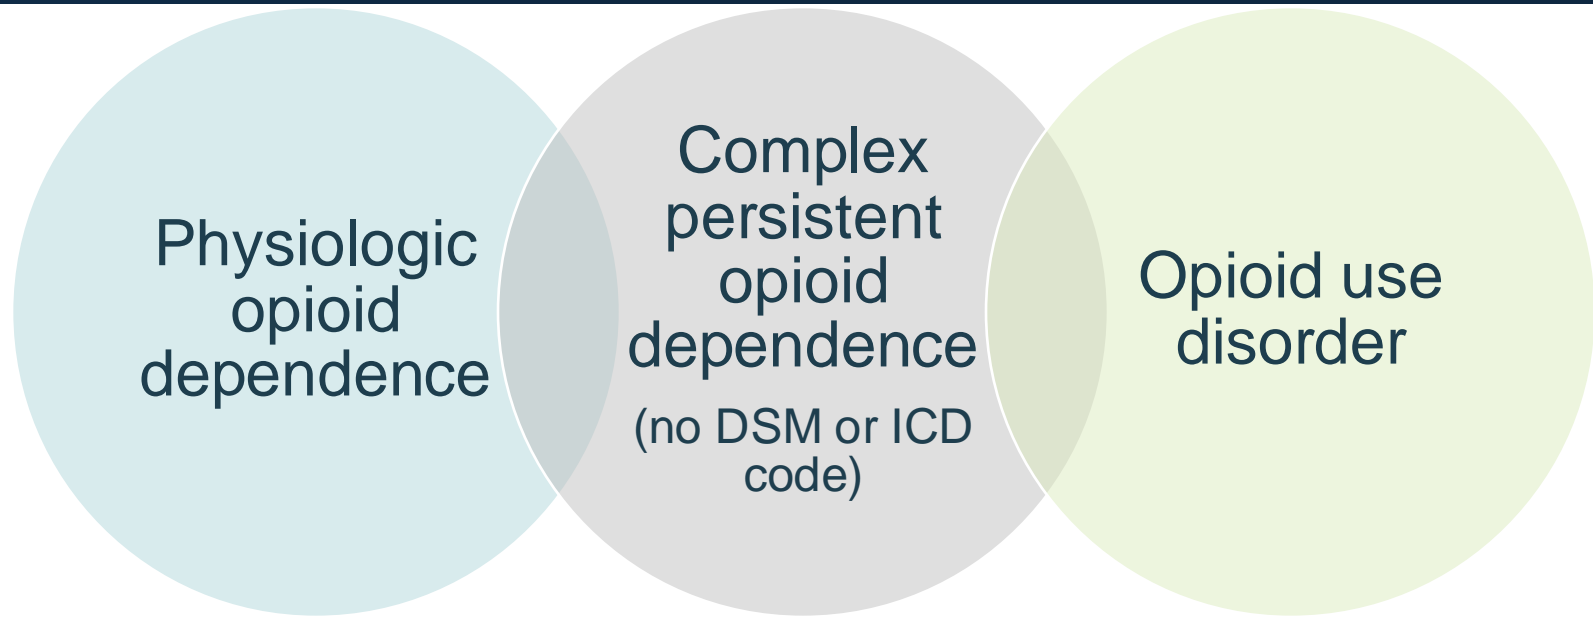 Physiologic
opioid
dependence
Complex
persistent
opioid
dependence
(no DSM or ICD
code)
Opioid use
disorder